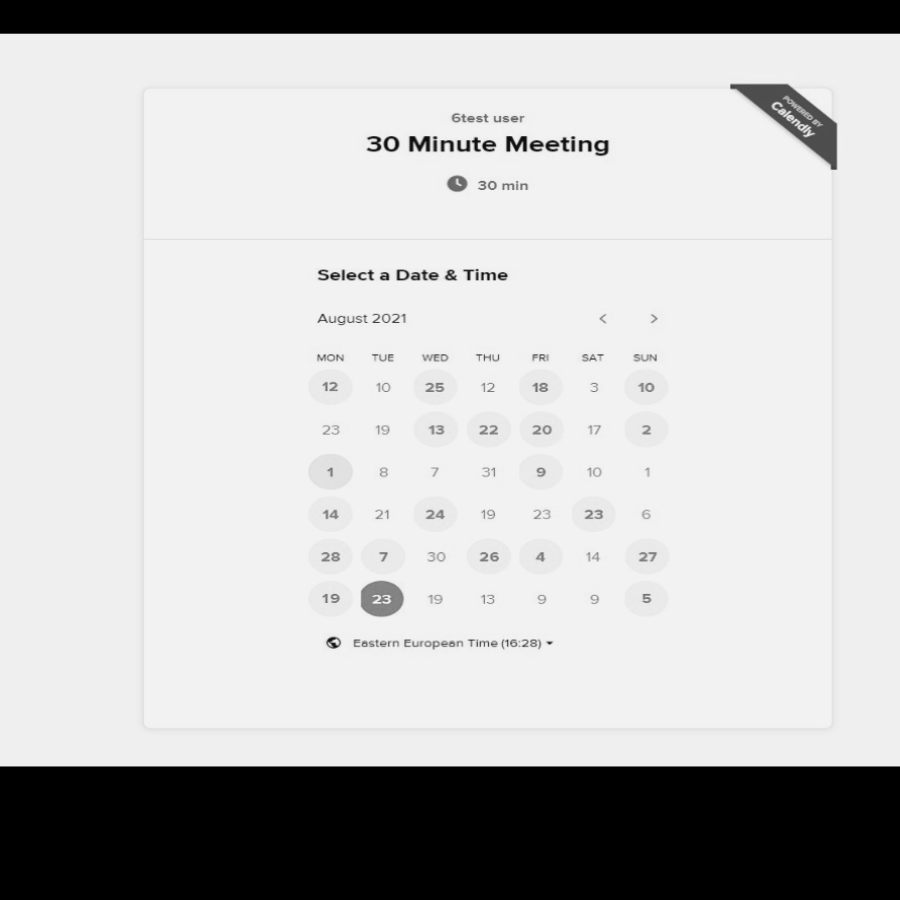 POWERED BY
Calendly
6test user
30 Minute Meeting
30 min
Select a Date & Time
August 2021 < >
MON TUE WED THU FRI SAT SUN
12 10 25 12 18 3 10
23 19 13 22 20 17 2
1 8 7 31 9 10 1
14 21 24 19 23 23 6
28 7 30 26 4 14 27
19 23 19 13 9 9 5
Eastern European Time (16:28)